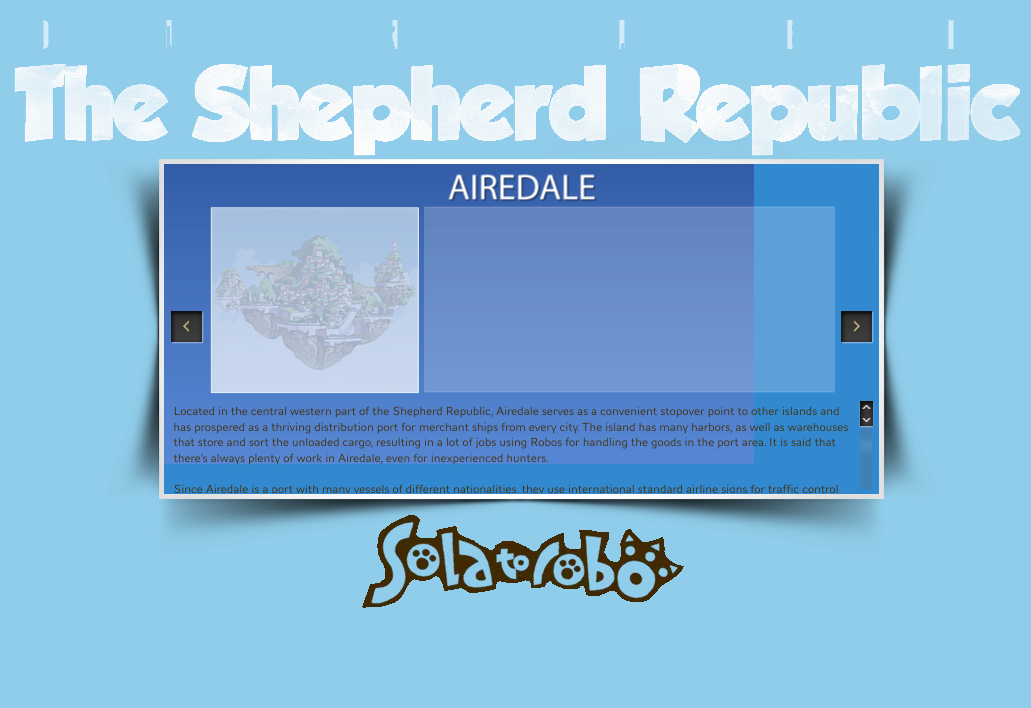 The Shepherd Republic
AIREDALE
Located in the central western part of the Shepherd Republic, Airedale serves as a convenient stopover point to other islands and
has prospered as a thriving distribution port for merchant ships from every city. The island has many harbors, as well as warehouses
that store and sort the unloaded cargo, resulting in a lot of jobs using Robos for handling the goods in the port area. It is said that
there's always plenty of work in Airedale, even for inexperienced hunters.
Since Airedale is a port with many vessels of different nationalities, they use international standard airline signs for traffic control
Solatorobo